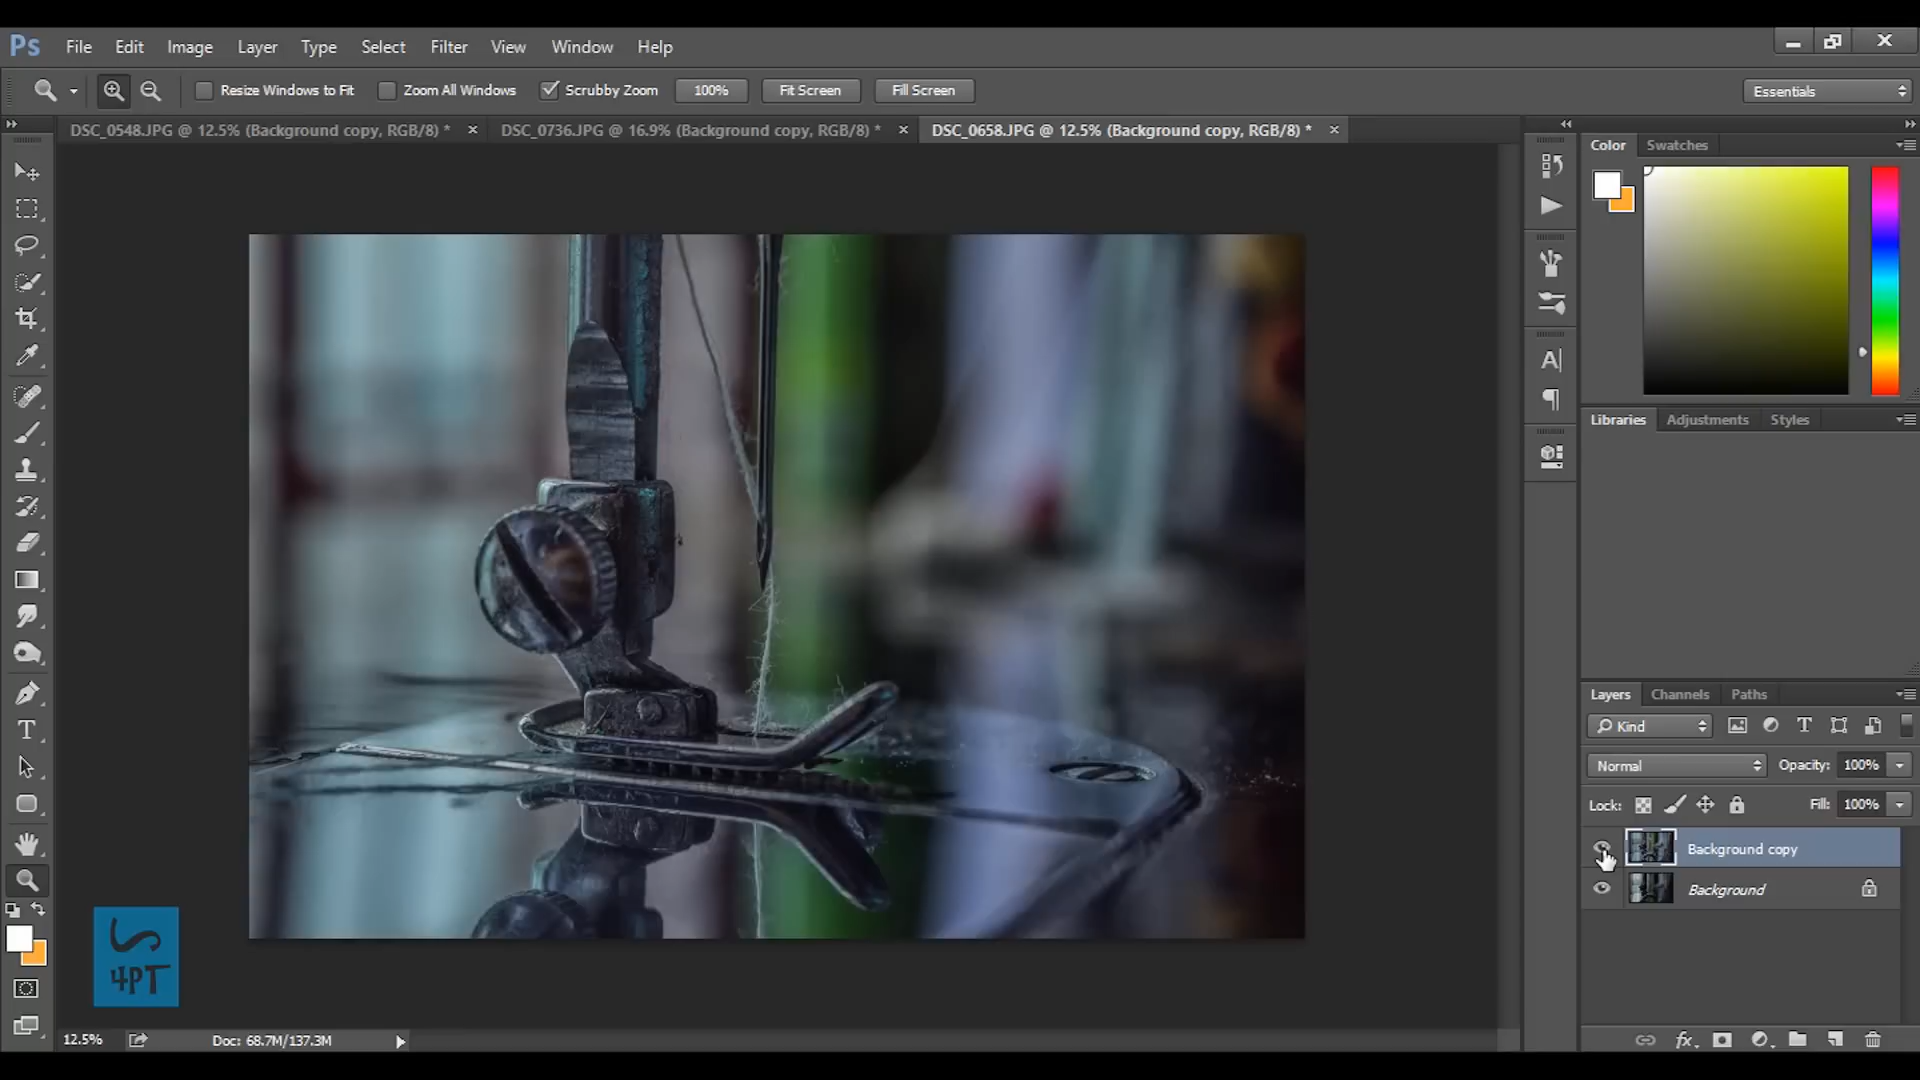 Ps File Edit Image Layer Type Select Filter View Window Help
Resize Windows to Fit Zoom All Windows Scrubby Zoom 100% Fit Screen Fill Screen Essentials
DSC_0548.JPG @ 12.5% (Background copy, RGB/8) * DSC_0736.JPG @ 16.9% (Background copy, RGB/8) * DSC_0658.JPG @ 12.5% (Background copy, RGB/8) *
Color Swatches
Libraries Adjustments Styles
Layers Channels Paths
Kind
Normal Opacity: 100%
Lock: Fill: 100%
Background copy
Background
4PT
12.5% Doc: 68.7M/137.3M